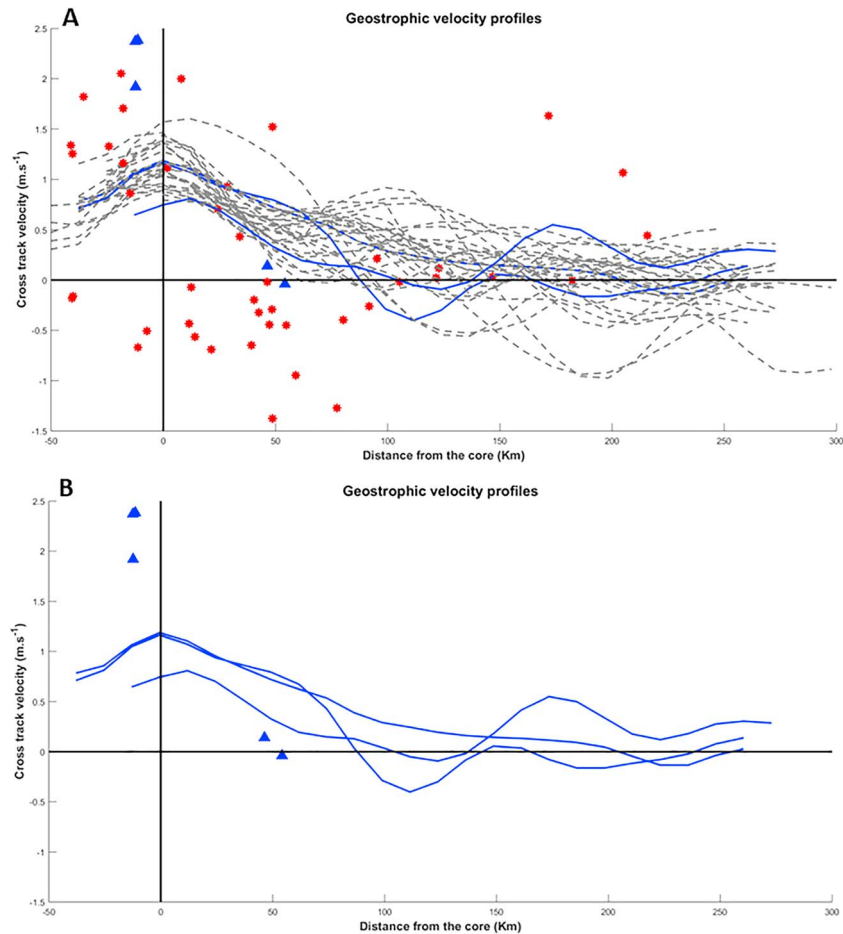 A
Geostrophic velocity profiles
2.5
2
1.5
1
0.5
0
-0.5
-1
-1.5
Cross track velocity (m.s⁻¹)
-50 0 50 100 150 200 250 300
Distance from the core (Km)
B
Geostrophic velocity profiles
2.5
2
1.5
1
0.5
0
-0.5
-1
-1.5
Cross track velocity (m.s⁻¹)
-50 0 50 100 150 200 250 300
Distance from the core (Km)